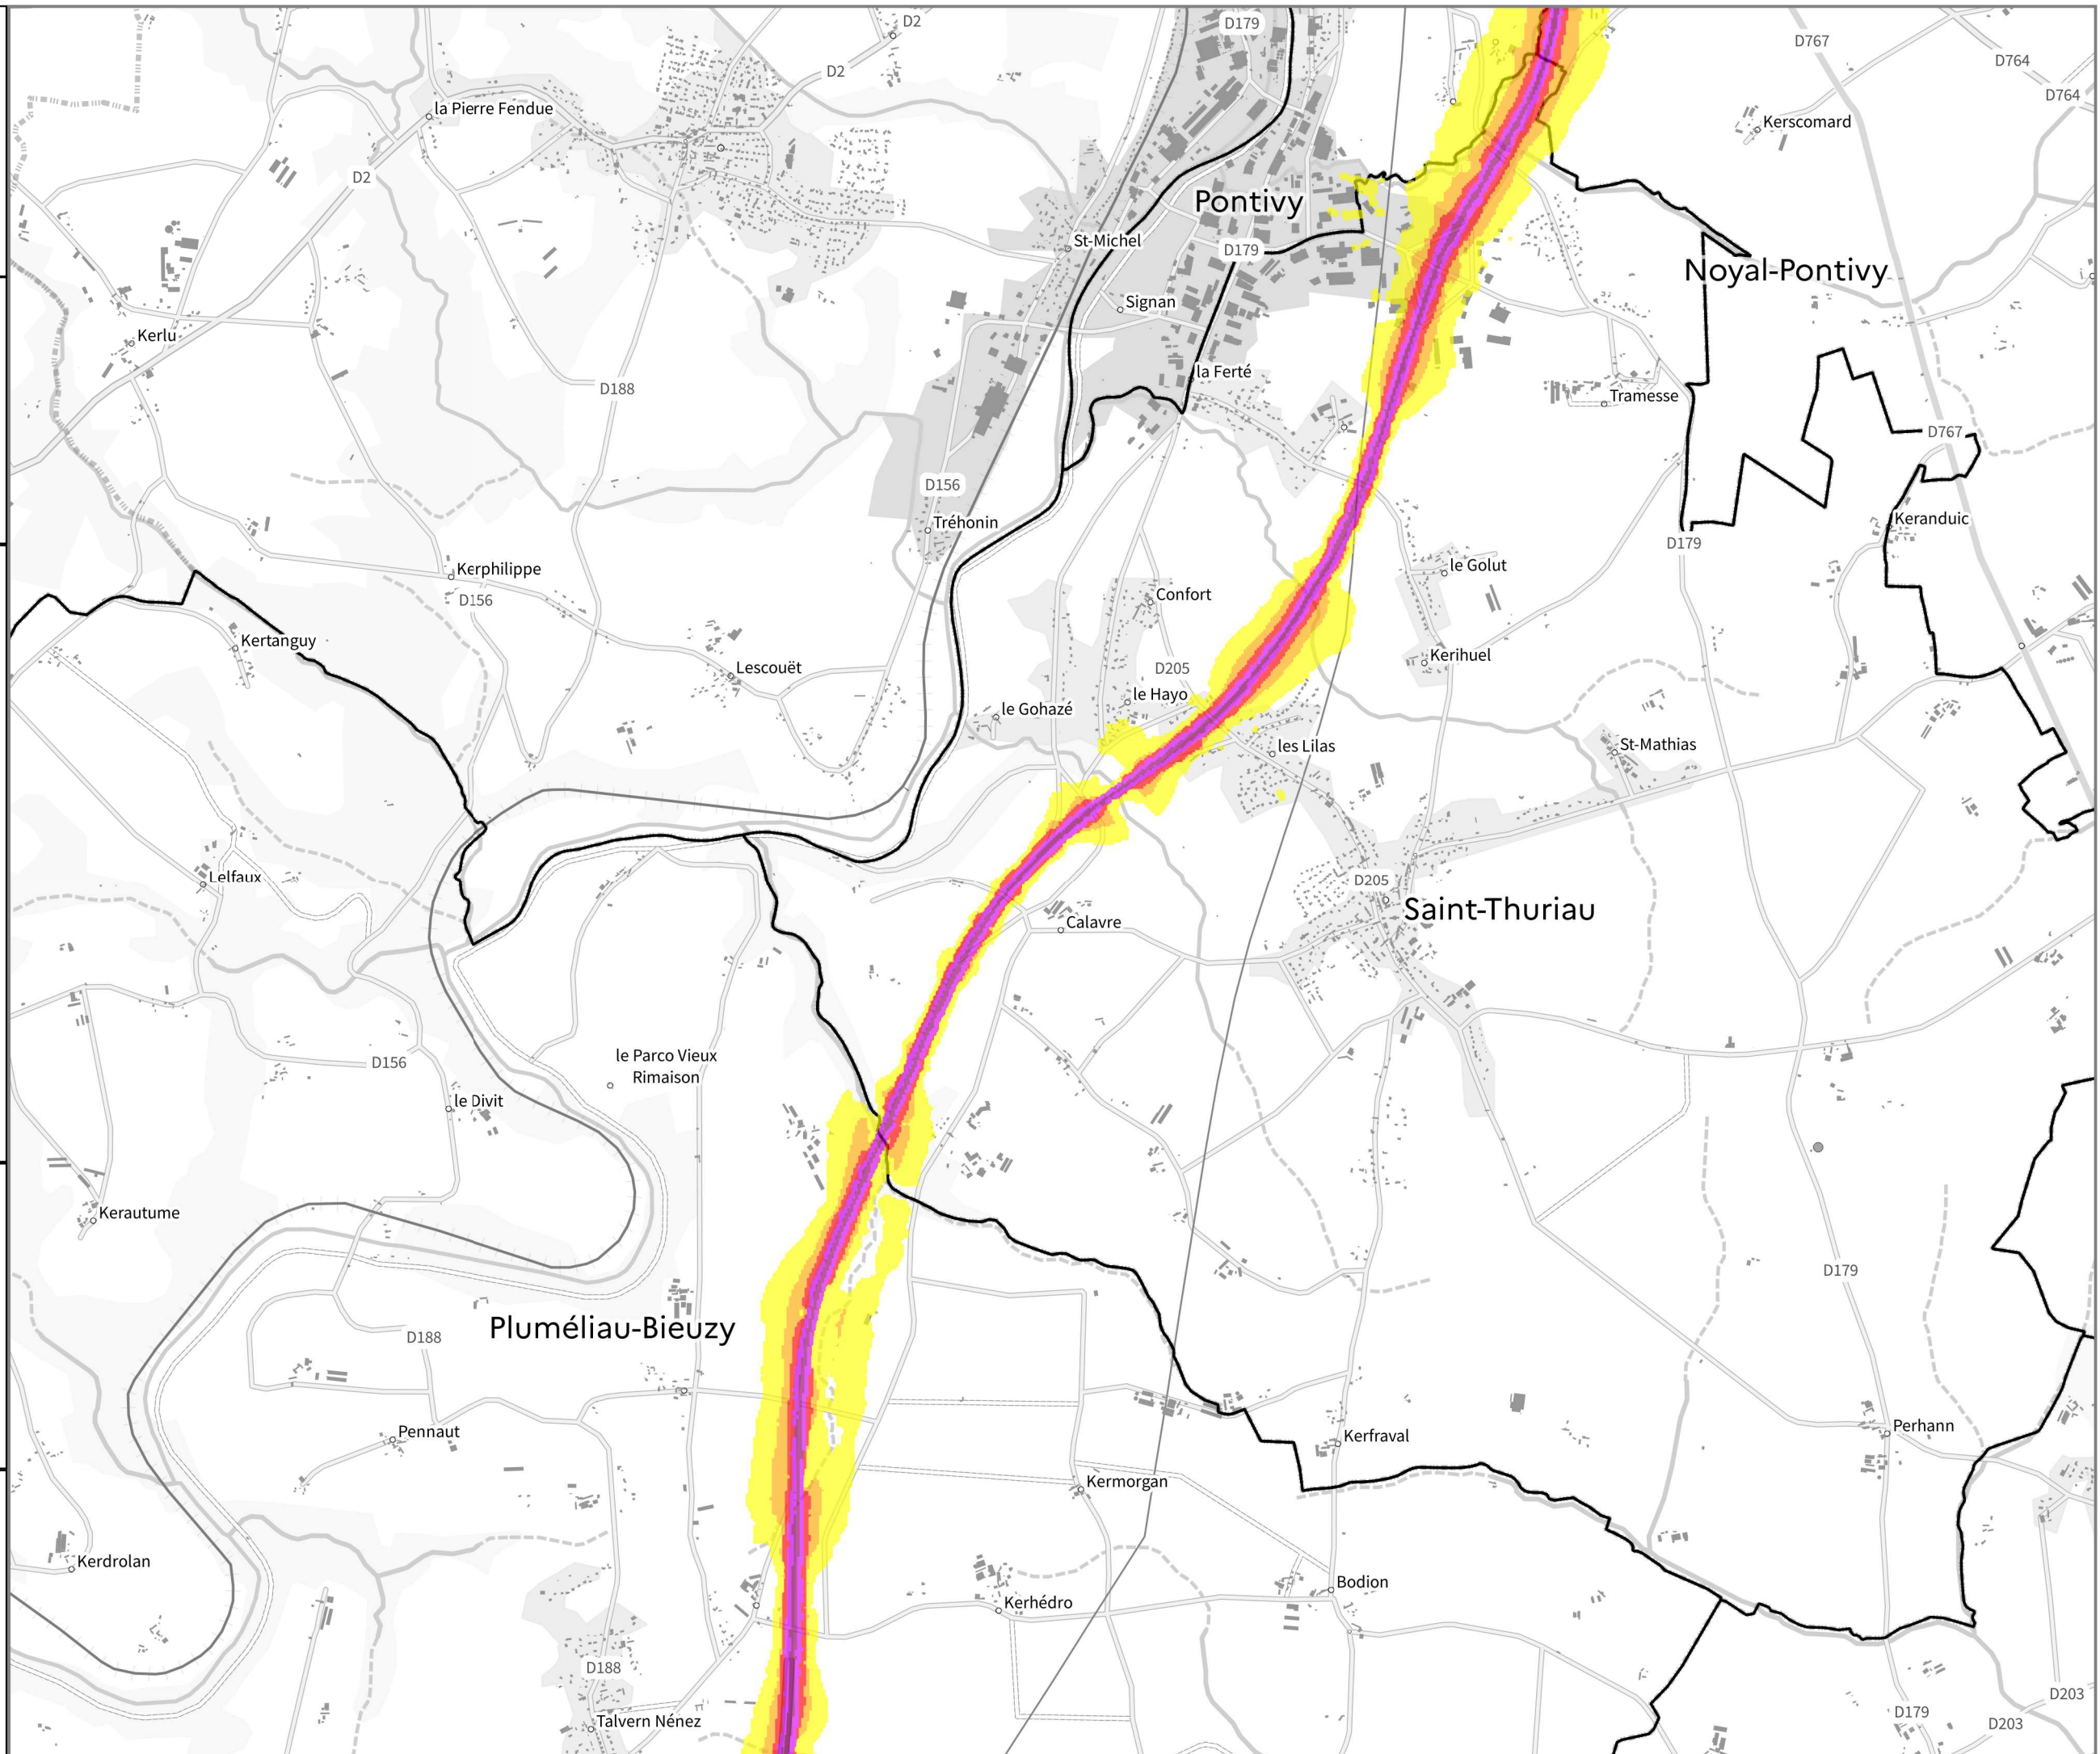 D2
D179
D767
D764
D2
D764
la Pierre Fendue
Kerscomard
D2
Pontivy
St-Michel
D179
Noyal-Pontivy
Signan
Kerlu
la Ferté
D188
Tramesse
D767
D156
Tréhonin
Keranduic
D179
Kerphilippe
le Golut
D156
Confort
Kertanguy
Kerihuel
Lescouët
D205
le Hayo
le Gohazé
les Lilas
St-Mathias
Lelfaux
D205
Saint-Thuriau
Calavre
le Parco Vieux
Rimaison
D156
le Divit
Kerautume
D179
Pluméliau-Bieuzy
D188
Perhann
Pennaut
Kerfraval
Kermorgan
Kerdrolan
Bodion
Kerhédro
D188
D203
D179
Talvern Nénez
D203